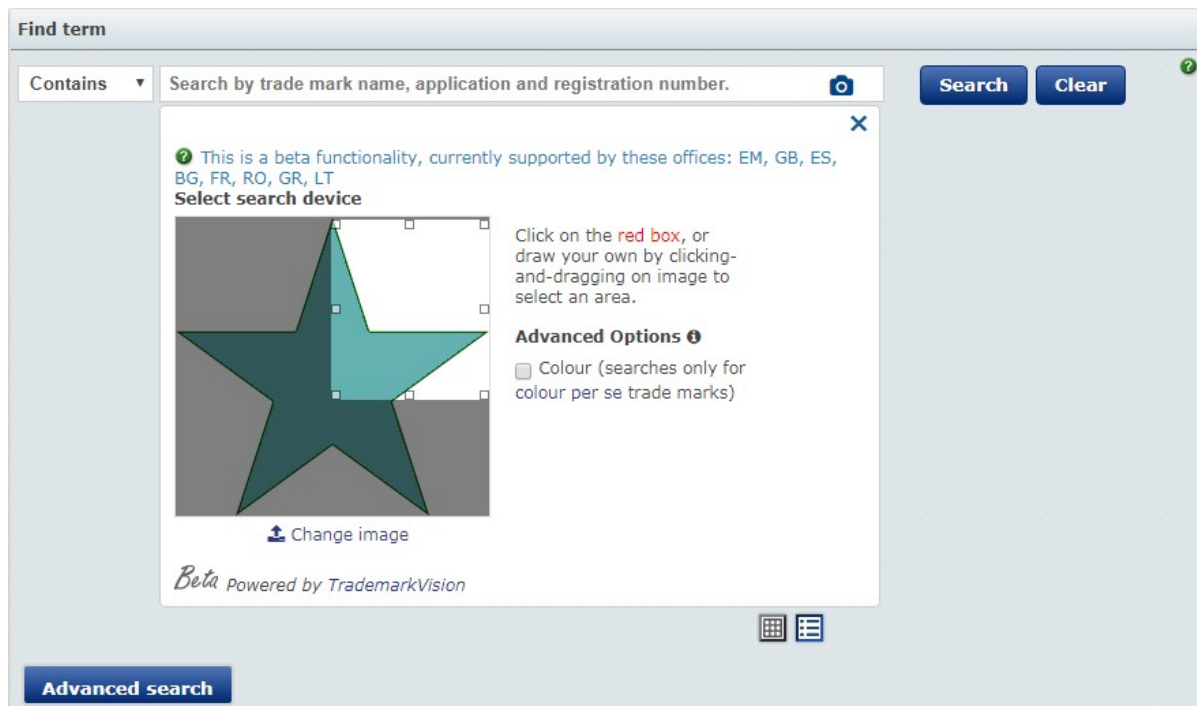 Find term
Contains
Search by trade mark name, application and registration number.
Search
Clear
This is a beta functionality, currently supported by these offices: EM, GB, ES,
BG, FR, RO, GR, LT
Select search device
Click on the red box, or
draw your own by clicking-
and-dragging on image to
select an area.
Advanced Options
Colour (searches only for
colour per se trade marks)
Change image
Beta Powered by TrademarkVision
Advanced search